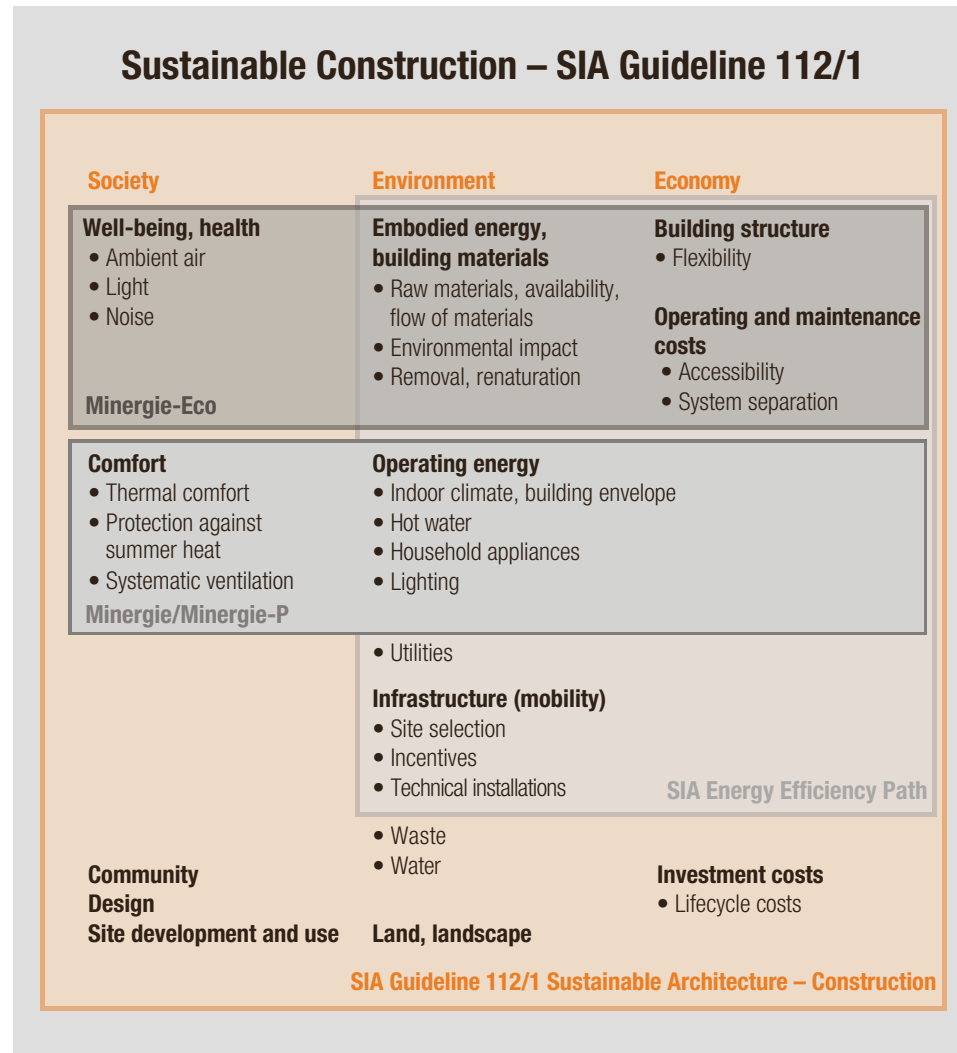 Sustainable Construction – SIA Guideline 112/1
Society
Environment
Economy
Well-being, health
• Ambient air
• Light
• Noise
Minergie-Eco
Embodied energy,
building materials
• Raw materials, availability,
flow of materials
• Environmental impact
• Removal, renaturation
Building structure
• Flexibility
Operating and maintenance
costs
• Accessibility
• System separation
Comfort
• Thermal comfort
• Protection against
summer heat
• Systematic ventilation
Minergie/Minergie-P
Operating energy
• Indoor climate, building envelope
• Hot water
• Household appliances
• Lighting
• Utilities
Infrastructure (mobility)
• Site selection
• Incentives
• Technical installations
SIA Energy Efficiency Path
• Waste
• Water
Community
Design
Site development and use
Land, landscape
Investment costs
• Lifecycle costs
SIA Guideline 112/1 Sustainable Architecture – Construction